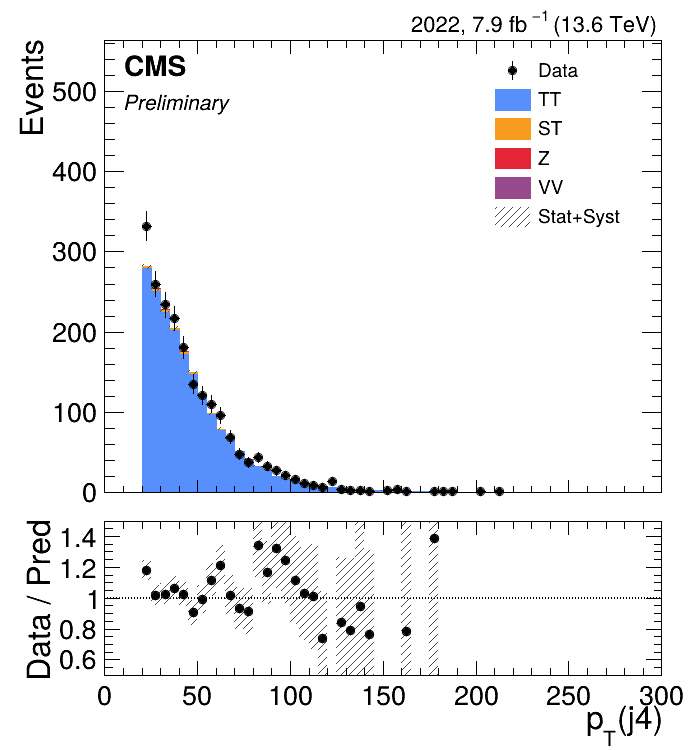 2022, 7.9 fb⁻¹ (13.6 TeV)
Events
CMS
Preliminary
Data
TT
ST
Z
VV
Stat+Syst
500
400
300
200
100
0
Data / Pred
1.4
1.2
1
0.8
0.6
0 50 100 150 200 250 300
p_T(j4)